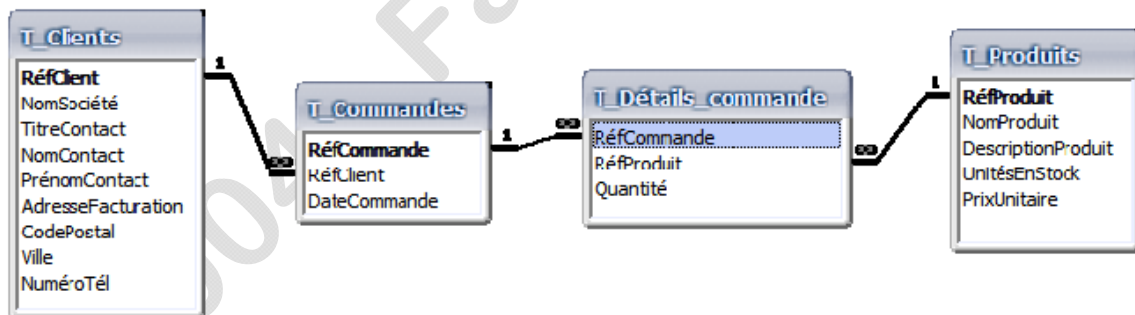 T_Clients
RéfClient
NomSociété
TitreContact
NomContact
PrénomContact
AdresseFacturation
CodePostal
Ville
NuméroTél
1
∞
T_Commandes
RéfCommande
RéfClient
DateCommande
1
∞
T_Détails_commande
RéfCommande
RéfProduit
Quantité
∞
1
T_Produits
RéfProduit
NomProduit
DescriptionProduit
UnitésEnStock
PrixUnitaire